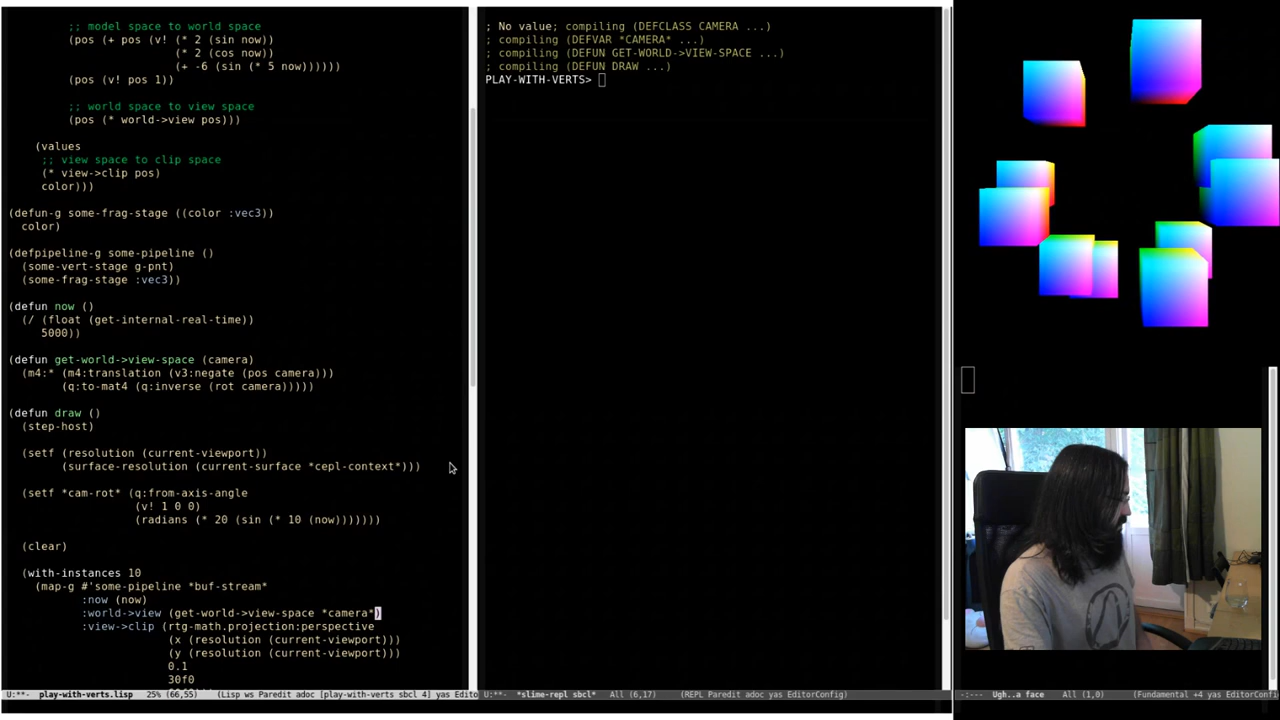 ;; model space to world space
(pos (+ pos (v! (* 2 (sin now))
(* 2 (cos now))
(+ -6 (sin (* 5 now))))))
(pos (v! pos 1))
;; world space to view space
(pos (* world->view pos)))
(values
;; view space to clip space
(* view->clip pos)
color)))
(defun-g some-frag-stage ((color :vec3))
color)
(defpipeline-g some-pipeline ()
(some-vert-stage g-pnt)
(some-frag-stage :vec3))
(defun now ()
(/ (float (get-internal-real-time))
5000))
(defun get-world->view-space (camera)
(m4:* (m4:translation (v3:negate (pos camera)))
(q:to-mat4 (q:inverse (rot camera)))))
(defun draw ()
(step-host)
(setf (resolution (current-viewport))
(surface-resolution (current-surface *cepl-context*)))
(setf *cam-rot* (q:from-axis-angle
(v! 1 0 0)
(radians (* 20 (sin (* 10 (now)))))))
(clear)
(with-instances 10
(map-g #'some-pipeline *buf-stream*
:now (now)
:world->view (get-world->view-space *camera*)
:view->clip (rtg-math.projection:perspective
(x (resolution (current-viewport)))
(y (resolution (current-viewport)))
0.1
30f0
U:**- play-with-verts.lisp 25% (66,55) (Lisp ws Paredit adoc [play-with-verts sbcl 4] yas Edito
; No value; compiling (DEFCLASS CAMERA ...)
; compiling (DEFVAR *CAMERA* ...)
; compiling (DEFUN GET-WORLD->VIEW-SPACE ...)
; compiling (DEFUN DRAW ...)
PLAY-WITH-VERTS>
U:**- *slime-repl sbcl* All (6,17) (REPL Paredit adoc yas EditorConfig)
-:--- Ugh..a face All (1,0) (Fundamental +4 yas EditorConfi